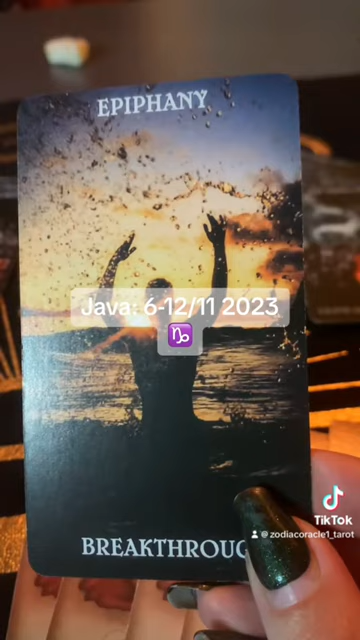 EPIPHANY
Java: 6-12/11 2023
♑
TikTok
@zodiacoracle1_tarot
BREAKTHROUG